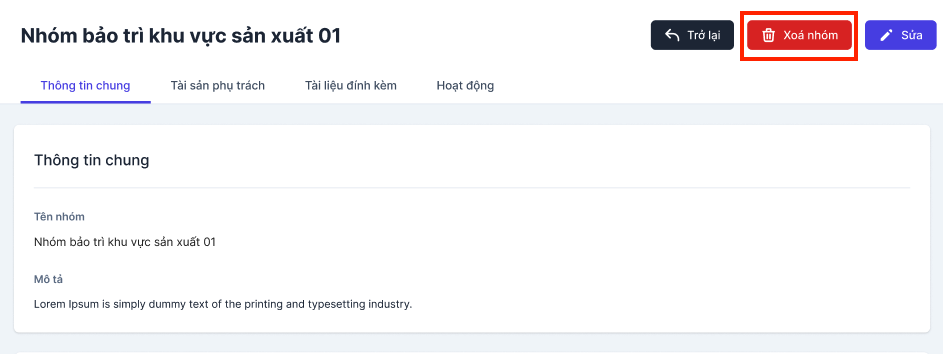 Nhóm bảo trì khu vực sản xuất 01
Trở lại
Xoá nhóm
Sửa
Thông tin chung
Tài sản phụ trách
Tài liệu đính kèm
Hoạt động
Thông tin chung
Tên nhóm
Nhóm bảo trì khu vực sản xuất 01
Mô tả
Lorem Ipsum is simply dummy text of the printing and typesetting industry.